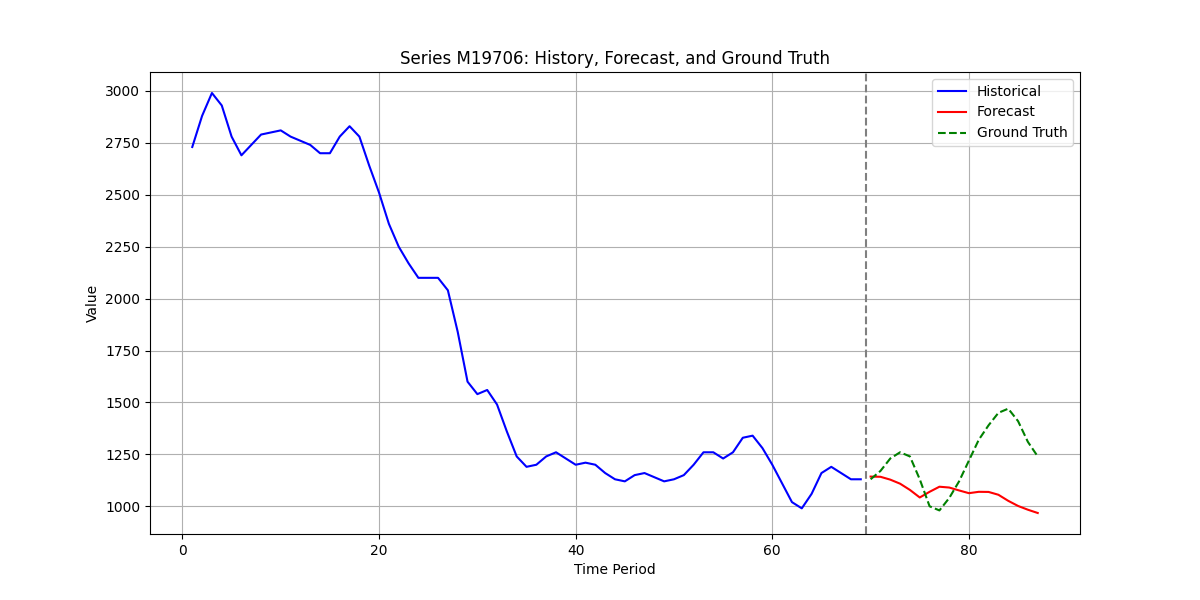 Series M19706: History, Forecast, and Ground Truth
Historical
Forecast
Ground Truth
Value
3000
2750
2500
2250
2000
1750
1500
1250
1000
0
20
40
60
80
Time Period